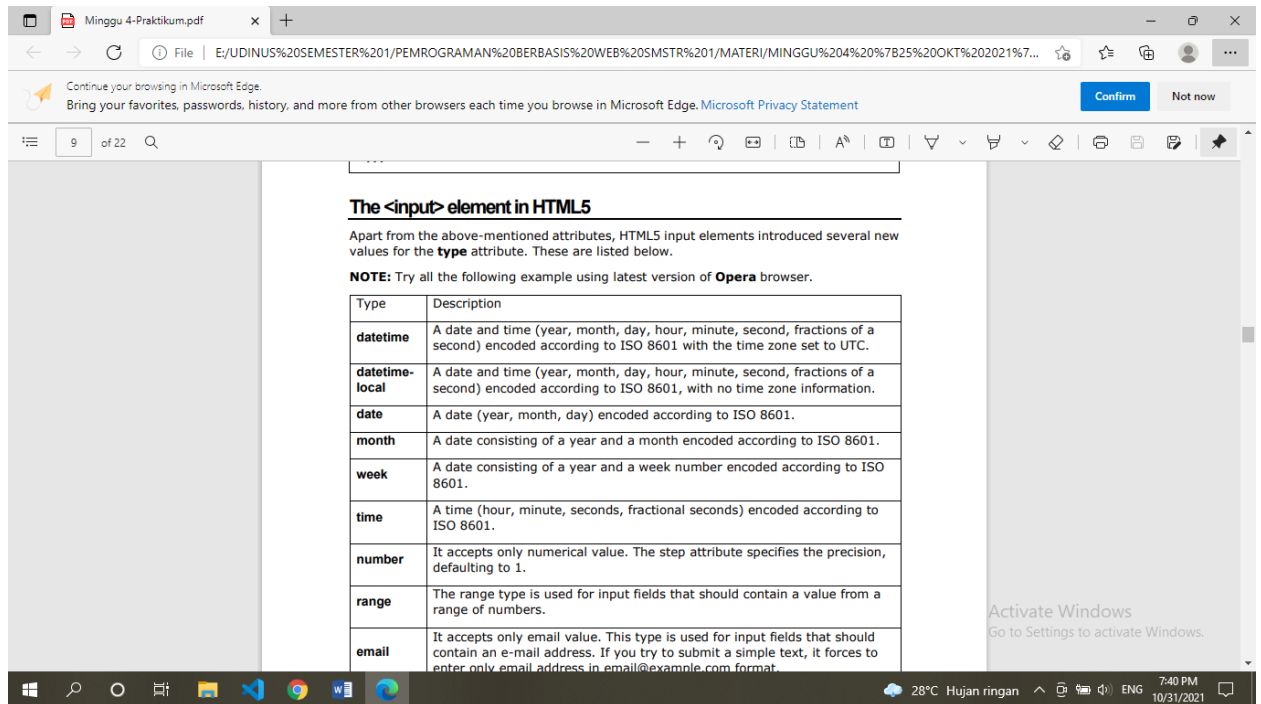 Minggu 4-Praktikum.pdf
File
E:/UDINUS%20SEMESTER%201/PEMROGRAMAN%20BERBASIS%20WEB%20SMSTR%201/MATERI/MINGGU%204%20%7B25%20OKT%202021%7...
Continue your browsing in Microsoft Edge.
Bring your favorites, passwords, history, and more from other browsers each time you browse in Microsoft Edge. Microsoft Privacy Statement
Confirm
Not now
9 of 22
The <input> element in HTML5
Apart from the above-mentioned attributes, HTML5 input elements introduced several new
values for the type attribute. These are listed below.
NOTE: Try all the following example using latest version of Opera browser.
Type Description
datetime
A date and time (year, month, day, hour, minute, second, fractions of a
second) encoded according to ISO 8601 with the time zone set to UTC.
datetime-
local
A date and time (year, month, day, hour, minute, second, fractions of a
second) encoded according to ISO 8601, with no time zone information.
date A date (year, month, day) encoded according to ISO 8601.
month A date consisting of a year and a month encoded according to ISO 8601.
week
A date consisting of a year and a week number encoded according to ISO
8601.
time
A time (hour, minute, seconds, fractional seconds) encoded according to
ISO 8601.
number
It accepts only numerical value. The step attribute specifies the precision,
defaulting to 1.
range
The range type is used for input fields that should contain a value from a
range of numbers.
email
It accepts only email value. This type is used for input fields that should
contain an e-mail address. If you try to submit a simple text, it forces to
enter only email address in email@example.com format.
Activate Windows
Go to Settings to activate Windows.
28°C Hujan ringan
ENG
7:40 PM
10/31/2021